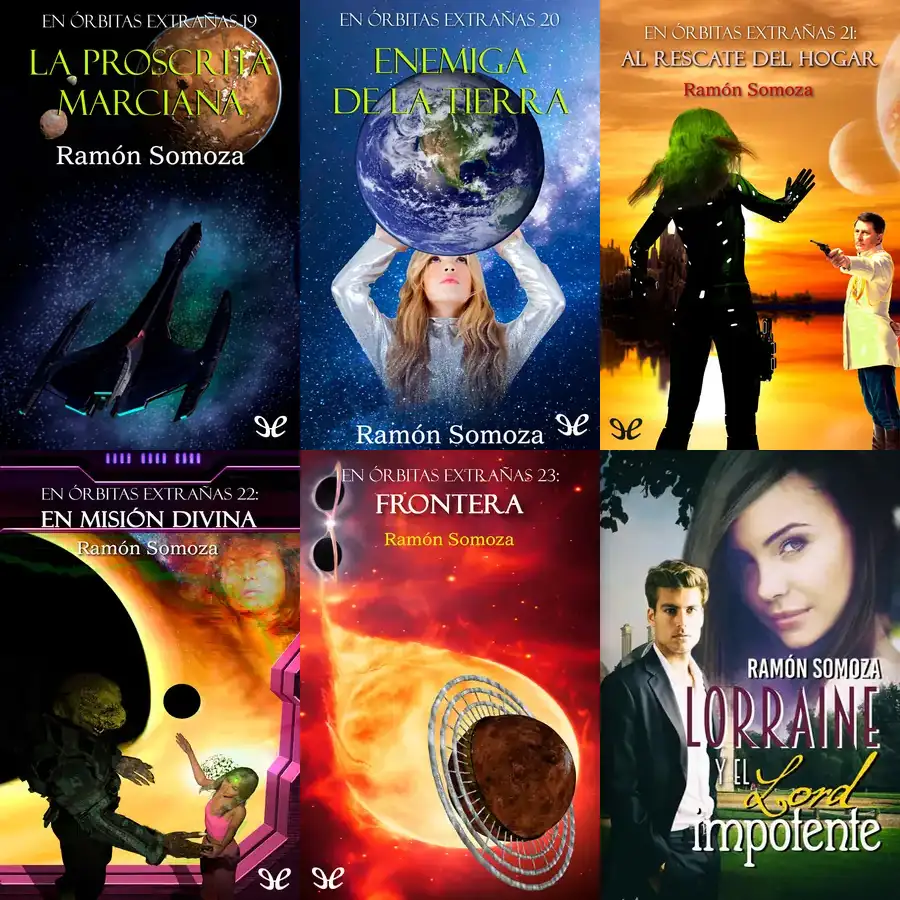 EN ÓRBITAS EXTRAÑAS 19
LA PROSCRITA
MARCIANA
Ramón Somoza
EN ÓRBITAS EXTRAÑAS 20
ENEMIGA
DE LA TIERRA
Ramón Somoza
EN ÓRBITAS EXTRAÑAS 21:
AL RESCATE DEL HOGAR
Ramón Somoza
EN ÓRBITAS EXTRAÑAS 22:
EN MISIÓN DIVINA
Ramón Somoza
EN ÓRBITAS EXTRAÑAS 23:
FRONTERA
Ramón Somoza
RAMÓN SOMOZA
LORRAINE
Y EL
Lord
impotente